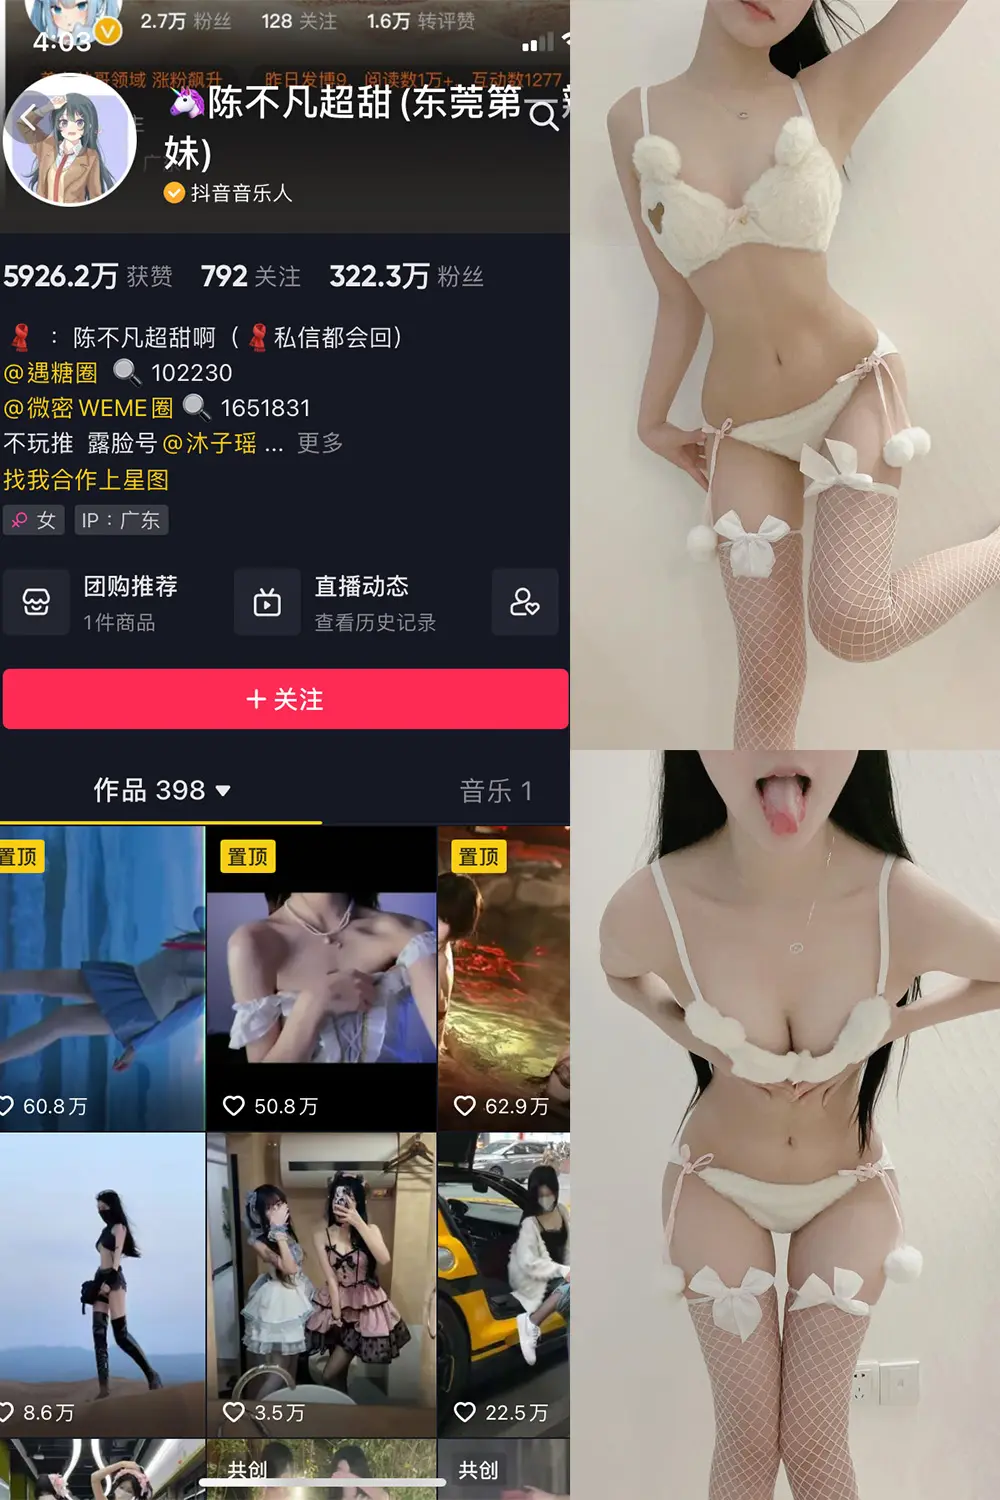 2.7万 粉丝 128 关注 1.6万 转评赞
4:03
领域 涨粉飙升 昨日发博9, 阅读数1万+, 互动数1277
陈不凡超甜(东莞第一
妹)
抖音音乐人
5926.2万 获赞 792 关注 322.3万 粉丝
: 陈不凡超甜啊 ( 私信都会回)
@遇糖圈 102230
@微密WEME圈 1651831
不玩推 露脸号@沐子瑶 ... 更多
找我合作上星图
女 IP:广东
团购推荐 直播动态
1件商品 查看历史记录
+ 关注
作品 398 音乐 1
置顶 置顶 置顶
60.8万 50.8万 62.9万
8.6万 3.5万 22.5万
共创 共创